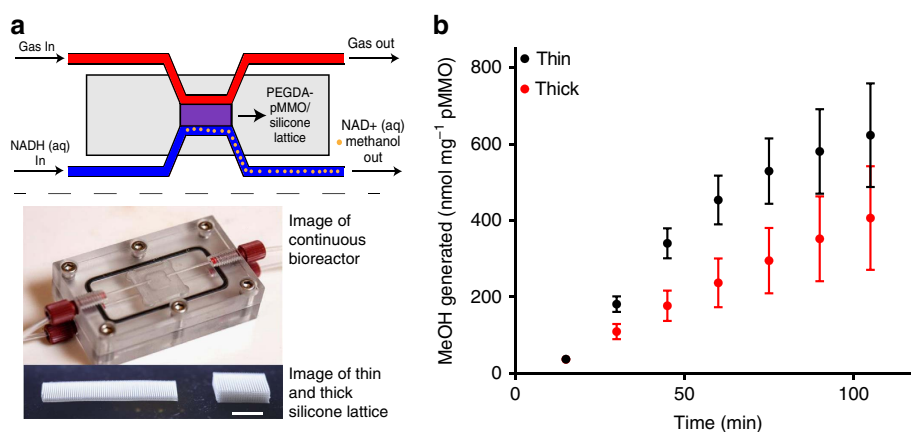 a
Gas In
Gas out
PEGDA-
pMMO/
silicone
lattice
NADH (aq)
In
NAD+ (aq)
methanol
out
Image of
continuous
bioreactor
Image of thin
and thick
silicone lattice
b
MeOH generated (nmol mg⁻¹ pMMO)
800
600
400
200
0
Thin
Thick
0
50
100
Time (min)